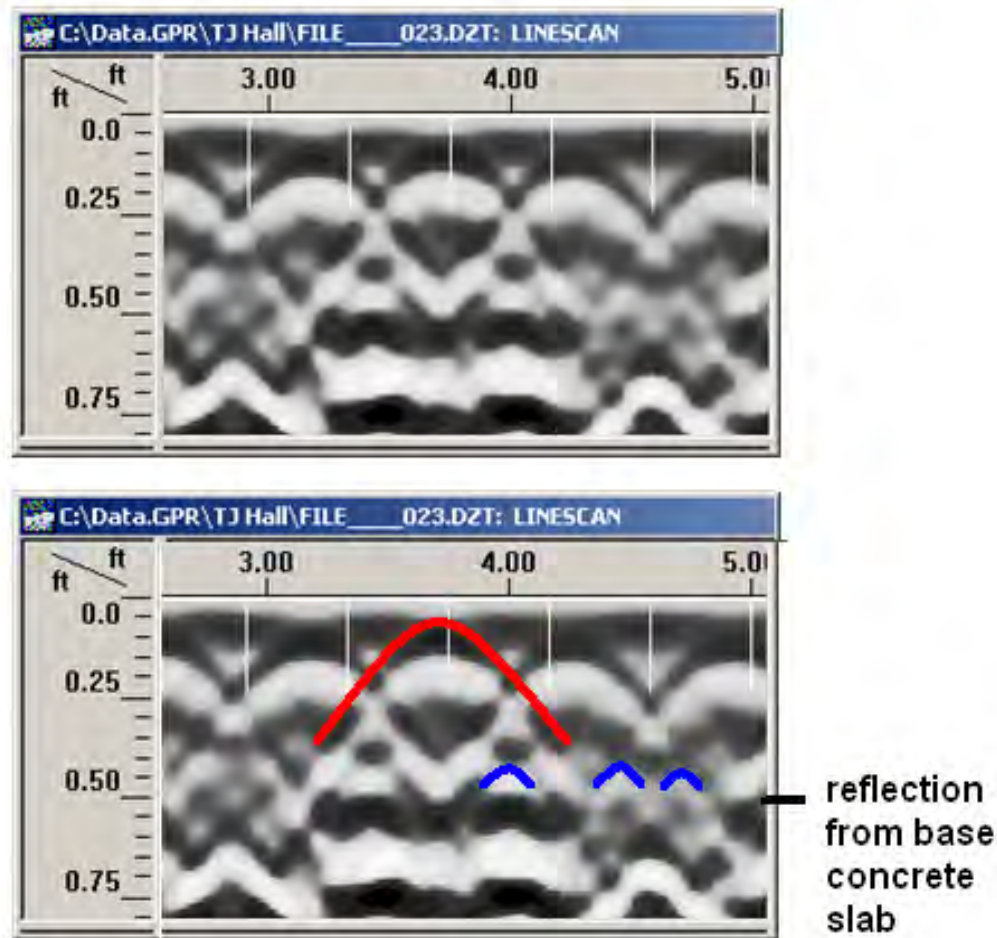 C:\Data.GPR\TJ Hall\FILE____023.DZT: LINESCAN
ft
ft
3.00 4.00 5.0
0.0
0.25
0.50
0.75
C:\Data.GPR\TJ Hall\FILE____023.DZT: LINESCAN
ft
ft
3.00 4.00 5.0
0.0
0.25
0.50
0.75
reflection
from base
concrete
slab